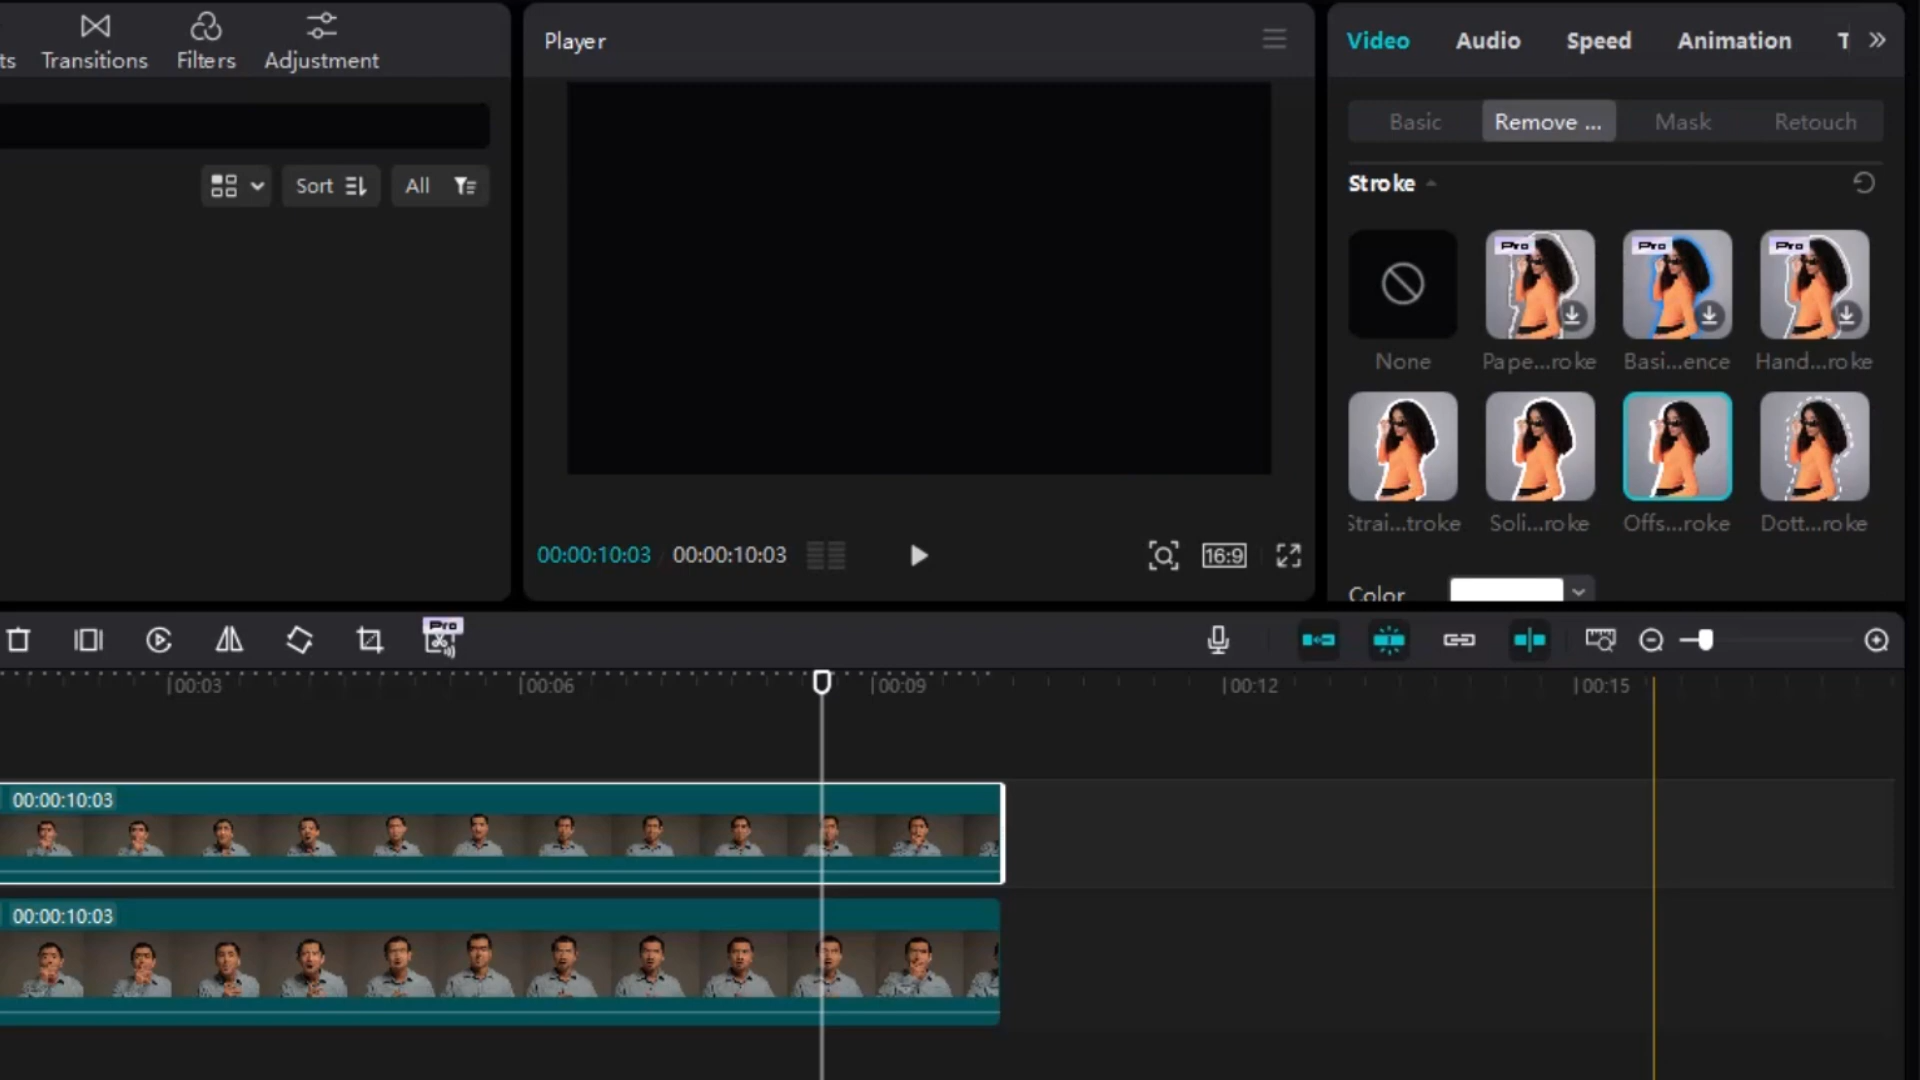 ts Transitions Filters Adjustment
Sort All
Player
00:00:10:03 00:00:10:03
16:9
Video Audio Speed Animation T
Basic Remove ... Mask Retouch
Stroke
Pro Pro Pro
None Pape...roke Basi...ence Hand...roke
Strai...troke Soli...roke Offs...roke Dott...roke
Color
Pro
00:03 00:06 00:09 00:12 00:15
00:00:10:03
00:00:10:03